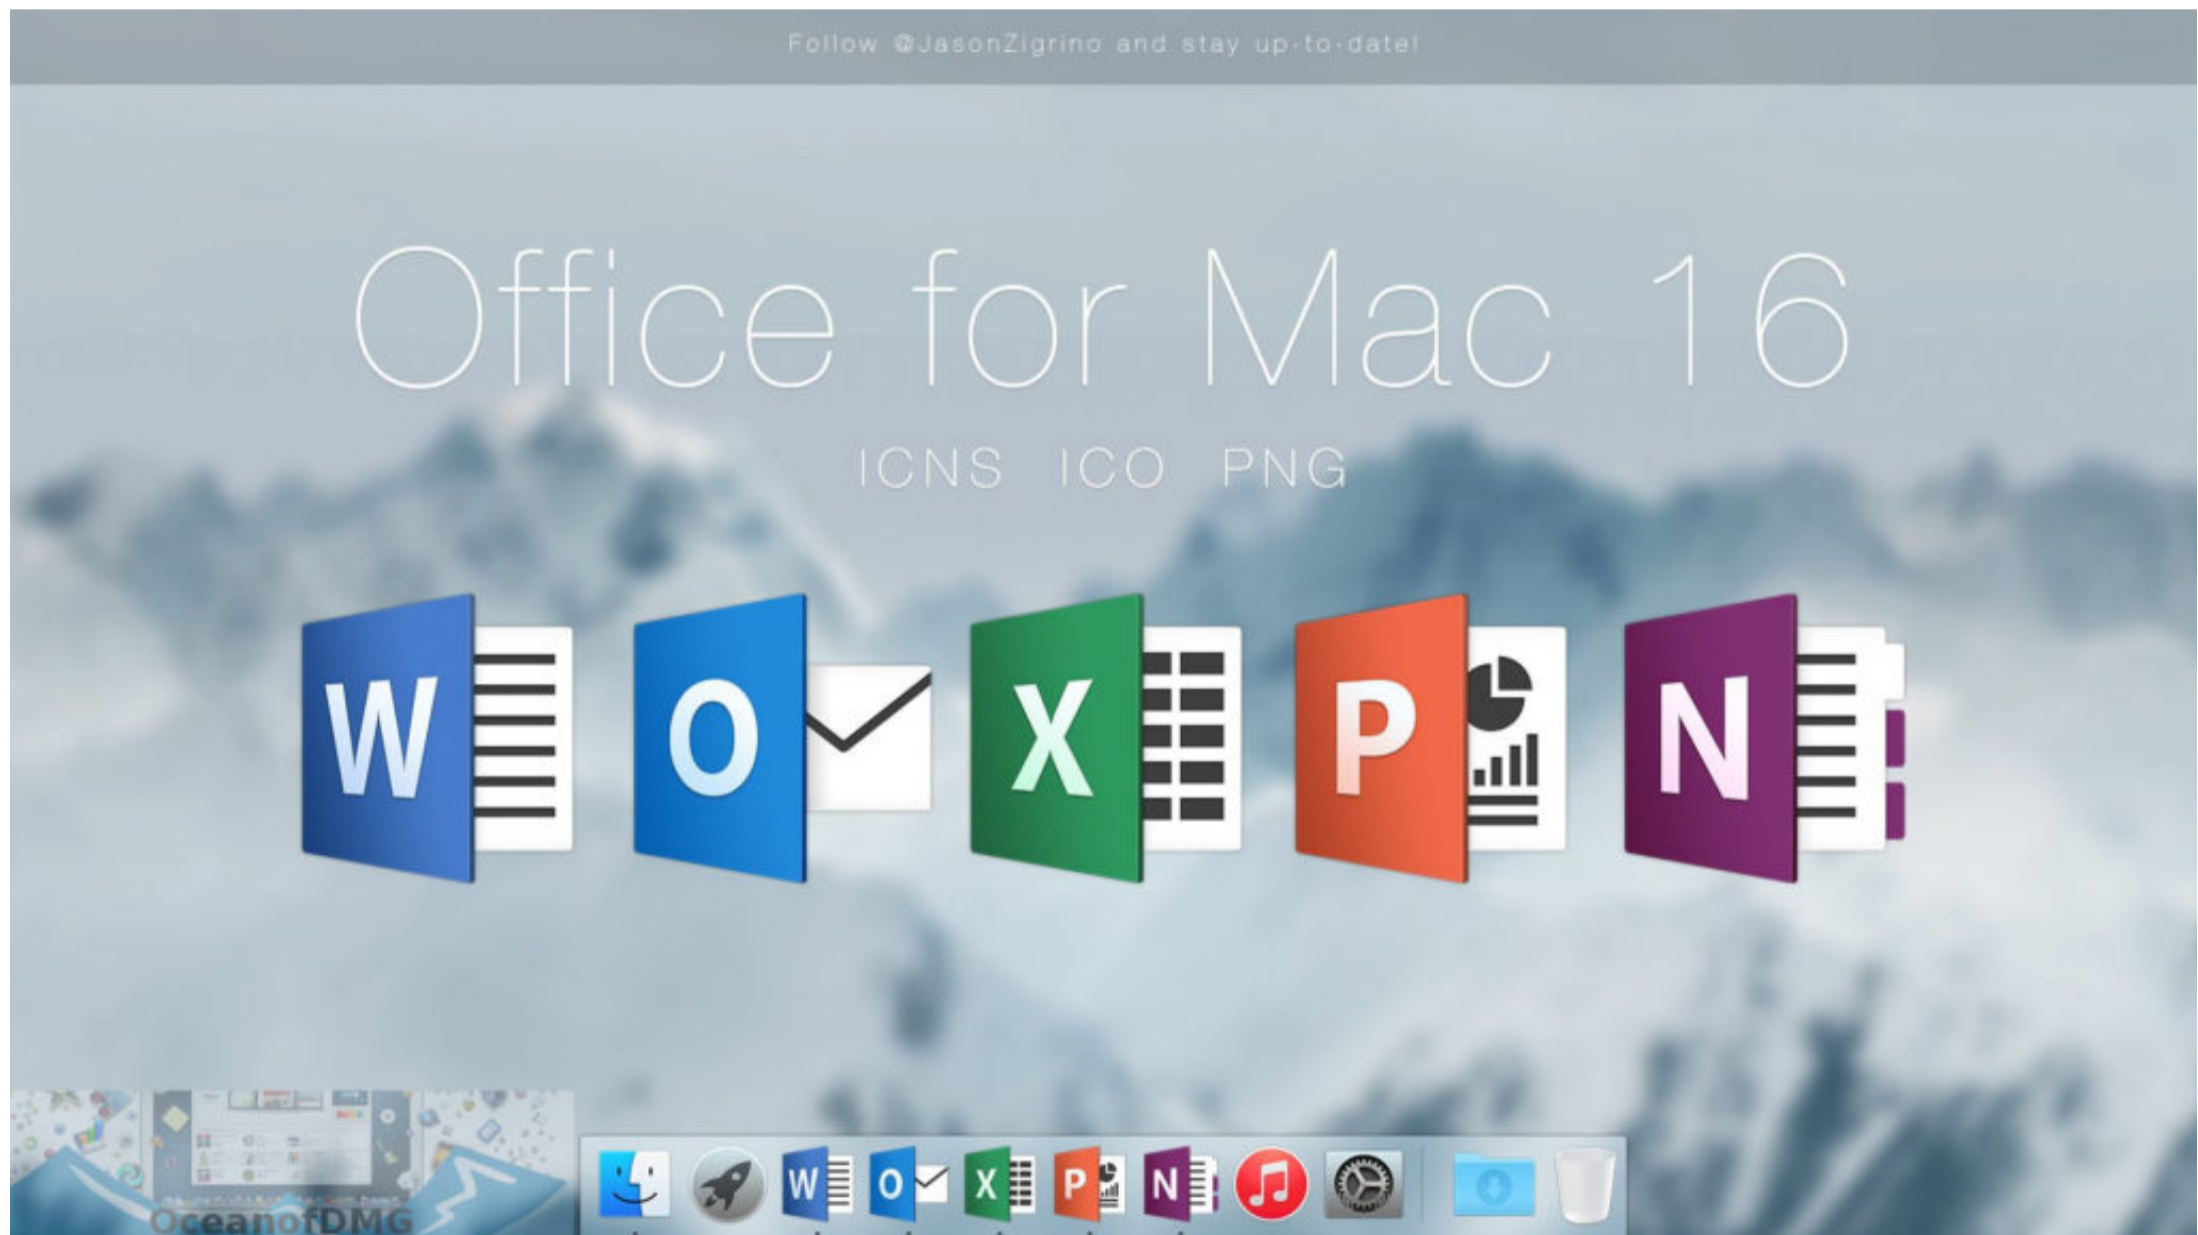 Follow @JasonZigrino and stay up-to-date!
Office for Mac 16
ICNS ICO PNG
W O X P N
OceanofDMG
W O X P N